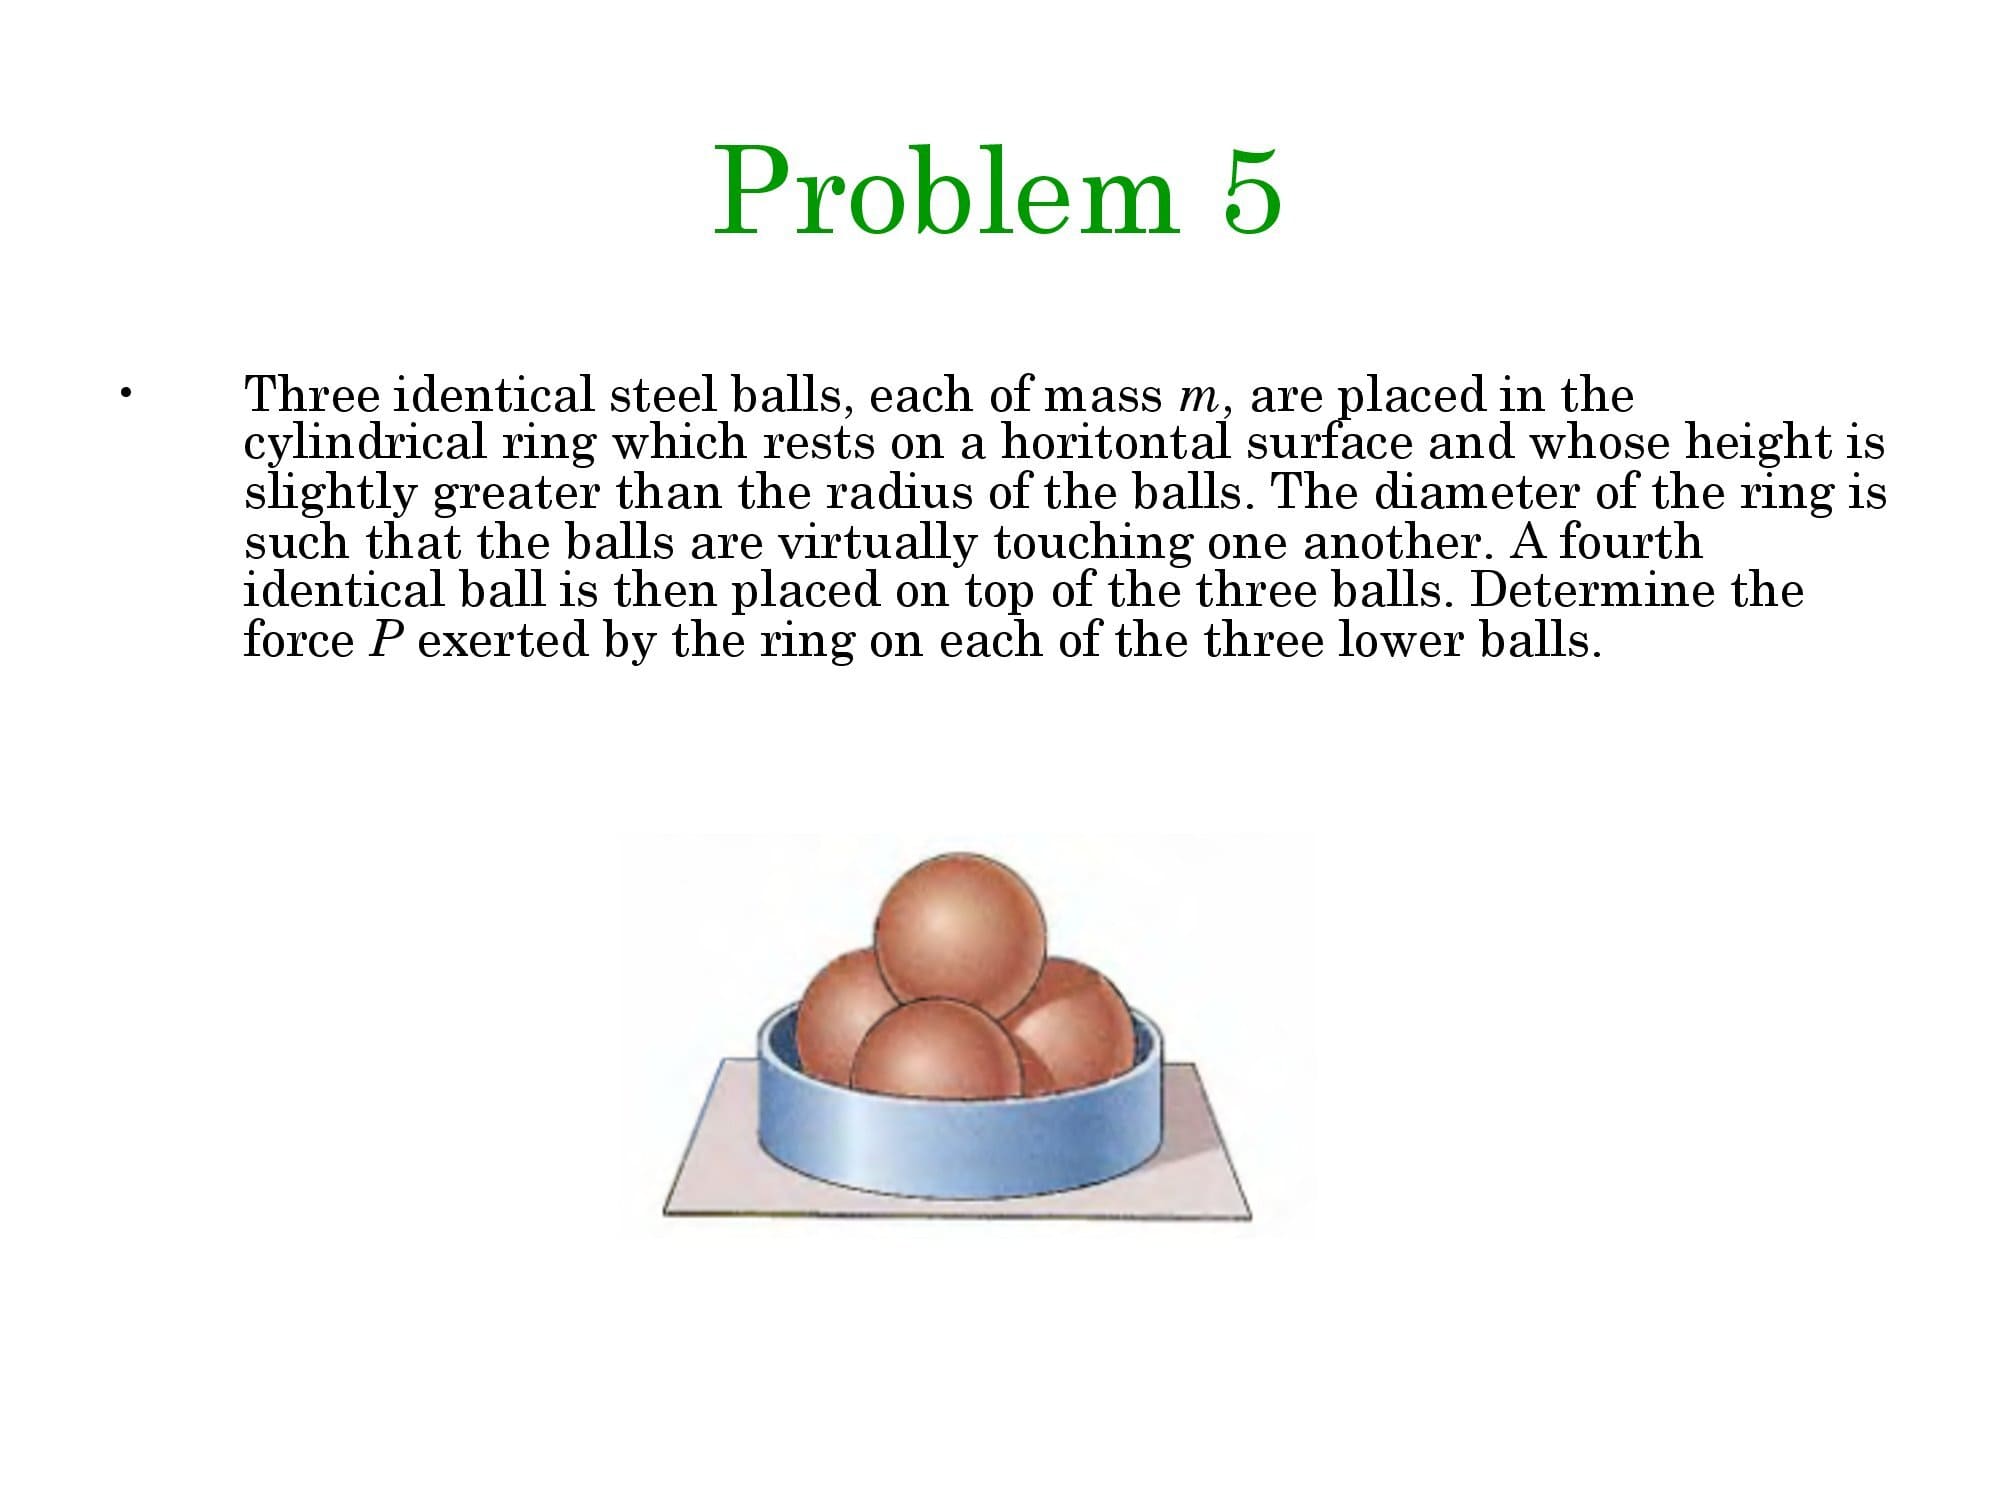 Problem 5
• Three identical steel balls, each of mass m, are placed in the
cylindrical ring which rests on a horitontal surface and whose height is
slightly greater than the radius of the balls. The diameter of the ring is
such that the balls are virtually touching one another. A fourth
identical ball is then placed on top of the three balls. Determine the
force P exerted by the ring on each of the three lower balls.